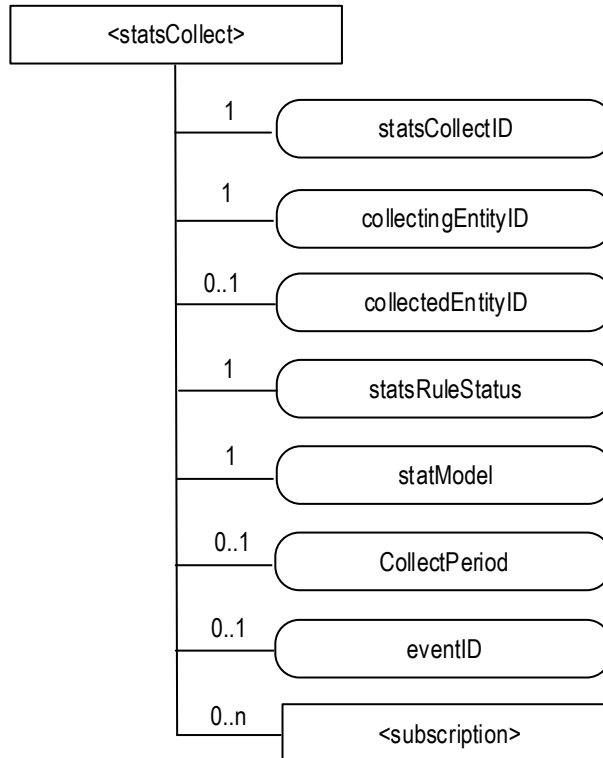 <statsCollect>
1
statsCollectID
1
collectingEntityID
0..1
collectedEntityID
1
statsRuleStatus
1
statModel
0..1
CollectPeriod
0..1
eventID
0..n
<subscription>